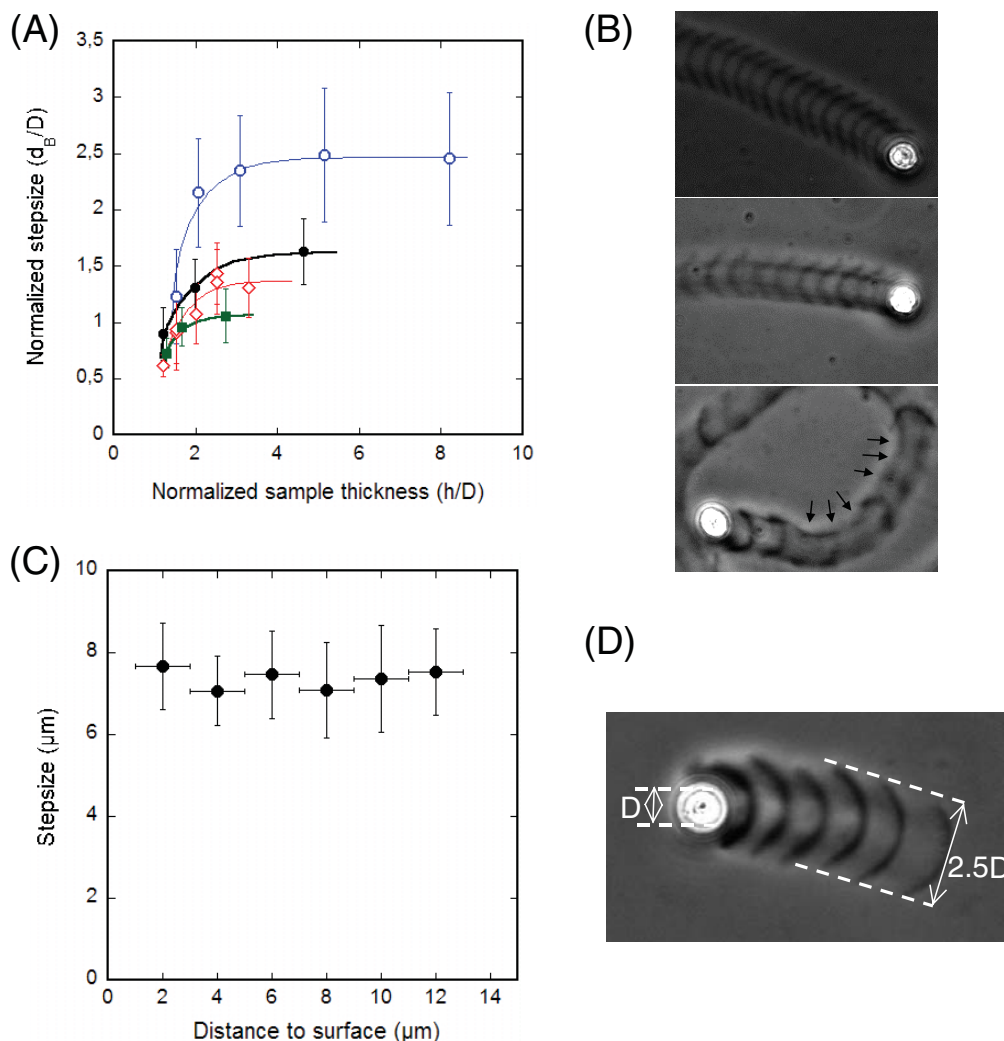 (A)
3,5
3
2,5
2
1,5
1
0,5
0
0 2 4 6 8 10
Normalized stepsize (d_B/D)
Normalized sample thickness (h/D)
(B)
(C)
10
8
6
4
2
0
0 2 4 6 8 10 12 14
Stepsize (µm)
Distance to surface (µm)
(D)
D
2.5D